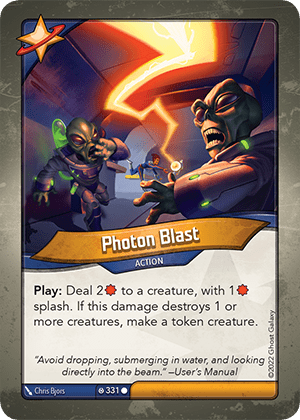 Photon Blast
ACTION
Play: Deal 2 to a creature, with 1
splash. If this damage destroys 1 or
more creatures, make a token creature.
“Avoid dropping, submerging in water, and looking
directly into the beam.” –User’s Manual
©2022 Ghost Galaxy
Chris Bjors
331